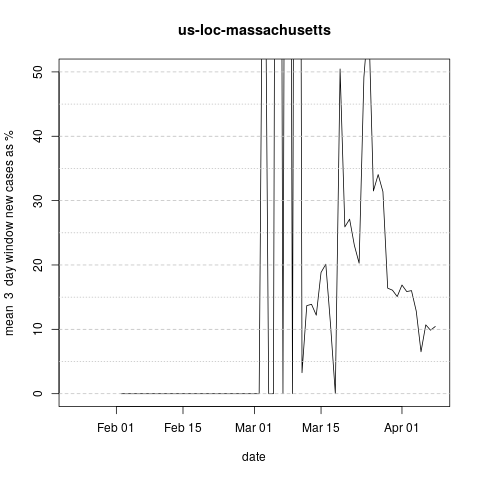 us-loc-massachusetts
50
40
30
20
10
0
mean 3 day window new cases as %
Feb 01 Feb 15 Mar 01 Mar 15 Apr 01
date